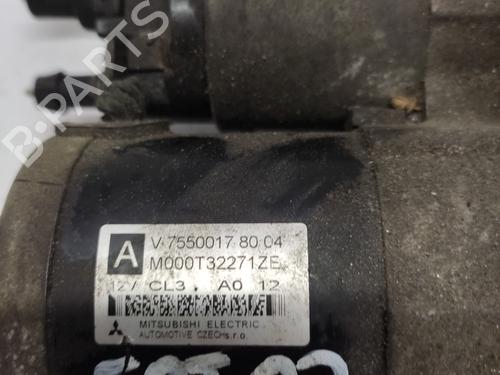 B-PARTS
A
V 7550017 80 04
M000T32271ZE
12V CL3. A0 12
MITSUBISHI ELECTRIC
AUTOMOTIVE CZECH s.r.o.